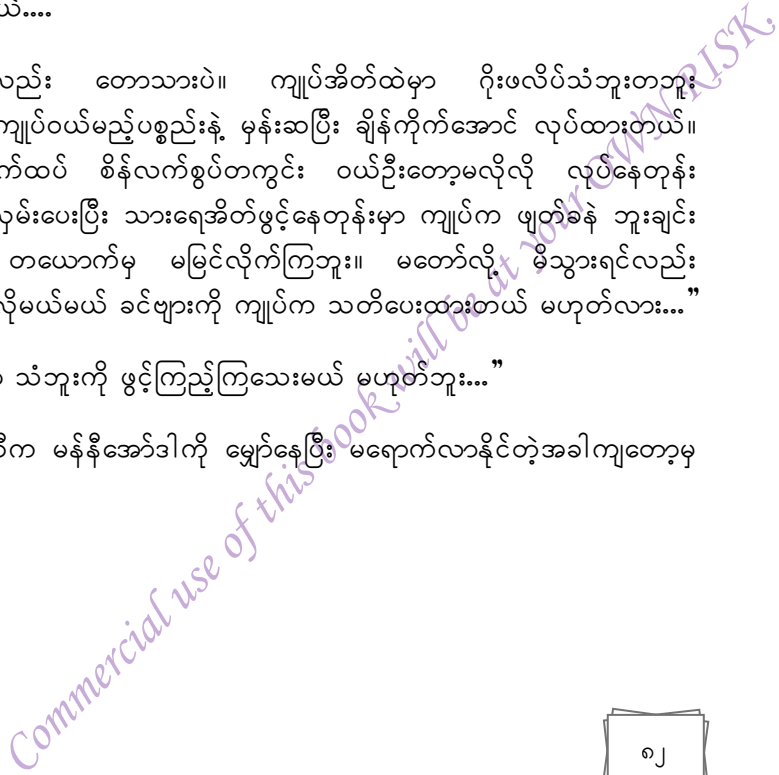 ယ်....
လည်း တောသားပဲ။ ကျုပ်အိတ်ထဲမှာ ဂိုးဖလိပ်သံဘူးတဘူး
ကျုပ်ဝယ်မည့်ပစ္စည်းနဲ့ မှန်းဆပြီး ချိန်ကိုက်အောင် လုပ်ထားတယ်။
က်ထပ် စိန်လက်စွပ်တကွင်း ဝယ်ဦးတော့မလိုလို လုပ်နေတုန်း
လှမ်းပေးပြီး သားရေအိတ်ဖွင့်နေတုန်းမှာ ကျုပ်က ဖျတ်ခနဲ ဘူးချင်း
တယောက်မှ မမြင်လိုက်ကြဘူး။ မတော်လို့ မိသွားရင်လည်း
လိုမယ်မယ် ခင်ဗျားကို ကျုပ်က သတိပေးထားတယ် မဟုတ်လား...”
သံဘူးကို ဖွင့်ကြည့်ကြသေးမယ် မဟုတ်ဘူး...”
က မန်နီအော်ဒါကို မျှော်နေပြီး မရောက်လာနိုင်တဲ့အခါကျတော့မှ
Commercial use of this book will be at your OWN RISK.
၈၂